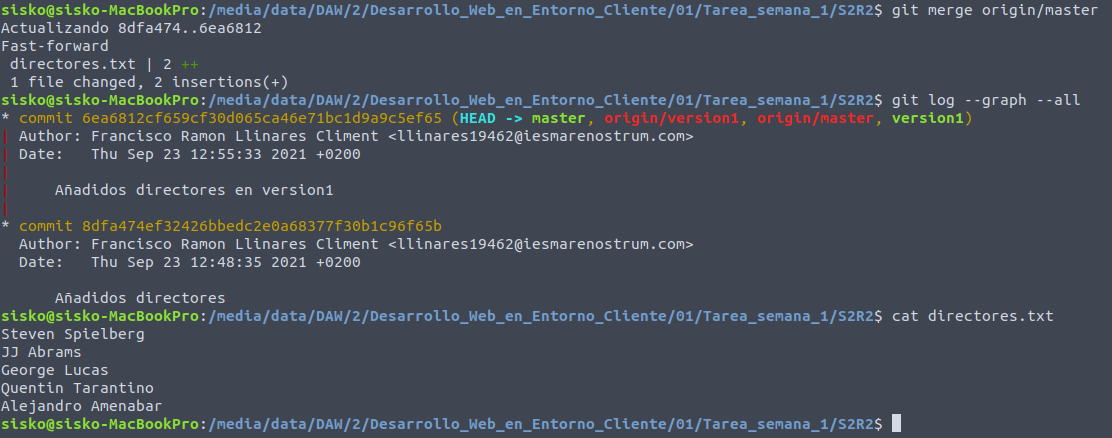 sisko@sisko-MacBookPro:/media/data/DAW/2/Desarrollo_Web_en_Entorno_Cliente/01/Tarea_semana_1/S2R2$ git merge origin/master
Actualizando 8dfa474..6ea6812
Fast-forward
 directores.txt | 2 ++
 1 file changed, 2 insertions(+)
sisko@sisko-MacBookPro:/media/data/DAW/2/Desarrollo_Web_en_Entorno_Cliente/01/Tarea_semana_1/S2R2$ git log --graph --all
* commit 6ea6812cf659cf30d065ca46e71bc1d9a9c5ef65 (HEAD -> master, origin/version1, origin/master, version1)
| Author: Francisco Ramon Llinares Climent <llinares19462@iesmarenostrum.com>
| Date:   Thu Sep 23 12:55:33 2021 +0200
|
|     Añadidos directores en version1
|
* commit 8dfa474ef32426bbedc2e0a68377f30b1c96f65b
  Author: Francisco Ramon Llinares Climent <llinares19462@iesmarenostrum.com>
  Date:   Thu Sep 23 12:48:35 2021 +0200

      Añadidos directores
sisko@sisko-MacBookPro:/media/data/DAW/2/Desarrollo_Web_en_Entorno_Cliente/01/Tarea_semana_1/S2R2$ cat directores.txt
Steven Spielberg
JJ Abrams
George Lucas
Quentin Tarantino
Alejandro Amenabar
sisko@sisko-MacBookPro:/media/data/DAW/2/Desarrollo_Web_en_Entorno_Cliente/01/Tarea_semana_1/S2R2$